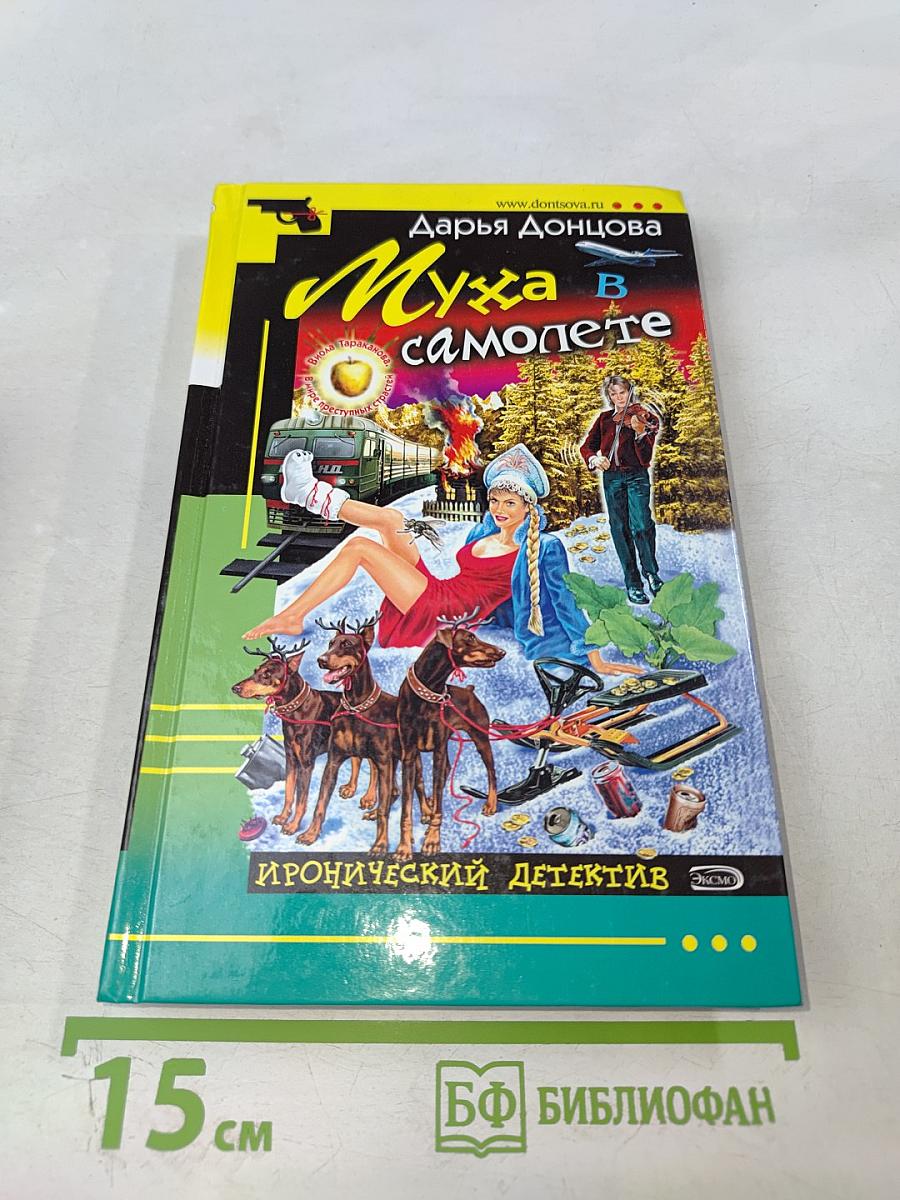 www.dontsova.ru
Дарья Донцова
Муха в
самолете
Виола Тараканова
В мире преступных страстей
ИРОНИЧЕСКИЙ ДЕТЕКТИВ
ЭКСМО
15 см
БФ БИБЛИОФАН